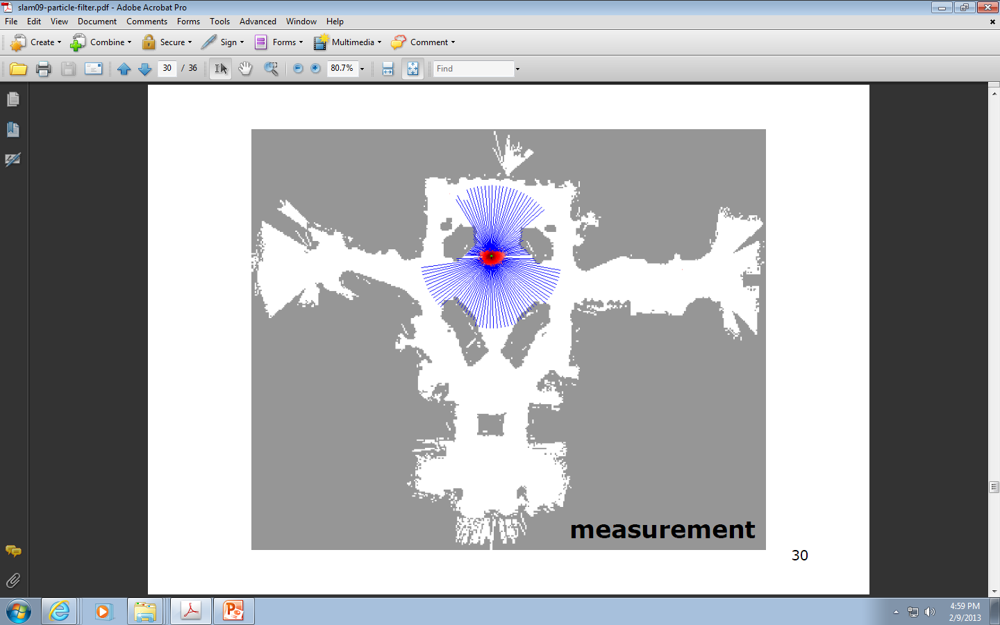 slam09-particle-filter.pdf - Adobe Acrobat Pro
File Edit View Document Comments Forms Tools Advanced Window Help
Create Combine Secure Sign Forms Multimedia Comment
30 / 36 80.7% Find
measurement
30
4:59 PM
2/9/2013